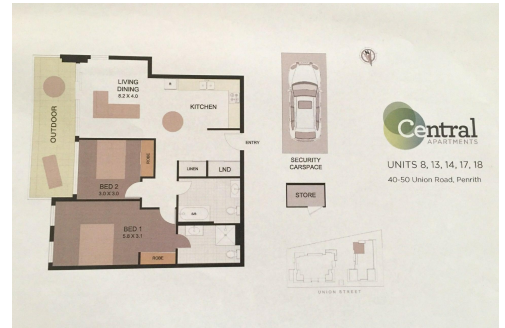 LIVING
DINING
6.2 X 4.0
KITCHEN
OUTDOOR
ENTRY
ROBE
LINEN
LND
BED 2
3.0 X 3.0
BED 1
5.6 X 3.1
ROBE
SECURITY
CARSPACE
STORE
Central
APARTMENTS
UNITS 8, 13, 14, 17, 18
40-50 Union Road, Penrith
UNION STREET